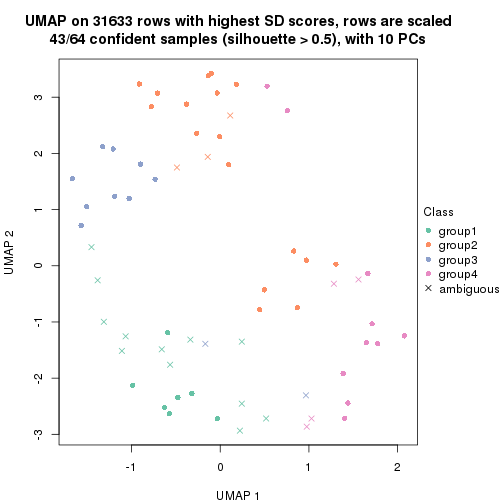 UMAP on 31633 rows with highest SD scores, rows are scaled
43/64 confident samples (silhouette > 0.5), with 10 PCs
3
2
1
0
-1
-2
-3
UMAP 2
-1
0
1
2
UMAP 1
Class
group1
group2
group3
group4
ambiguous